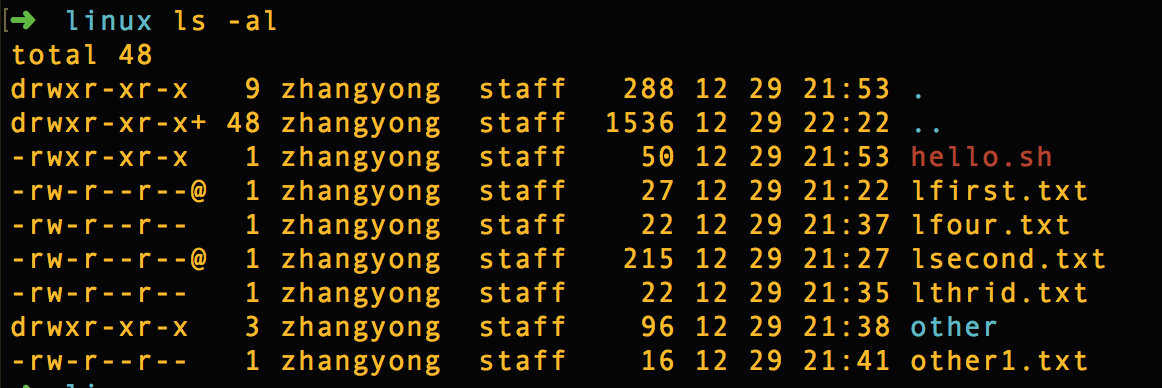 ➜  linux ls -al
total 48
drwxr-xr-x   9 zhangyong  staff   288 12 29 21:53 .
drwxr-xr-x+ 48 zhangyong  staff  1536 12 29 22:22 ..
-rwxr-xr-x   1 zhangyong  staff    50 12 29 21:53 hello.sh
-rw-r--r--@  1 zhangyong  staff    27 12 29 21:22 lfirst.txt
-rw-r--r--   1 zhangyong  staff    22 12 29 21:37 lfour.txt
-rw-r--r--@  1 zhangyong  staff   215 12 29 21:27 lsecond.txt
-rw-r--r--   1 zhangyong  staff    22 12 29 21:35 lthrid.txt
drwxr-xr-x   3 zhangyong  staff    96 12 29 21:38 other
-rw-r--r--   1 zhangyong  staff    16 12 29 21:41 other1.txt